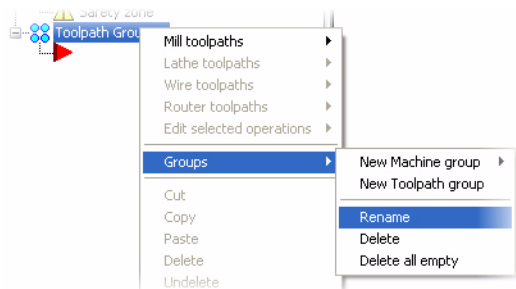 Safety zone
Toolpath Grou
Mill toolpaths
Lathe toolpaths
Wire toolpaths
Router toolpaths
Edit selected operations
Groups
New Machine group
New Toolpath group
Cut
Copy
Rename
Paste
Delete
Delete
Delete all empty
Undelete